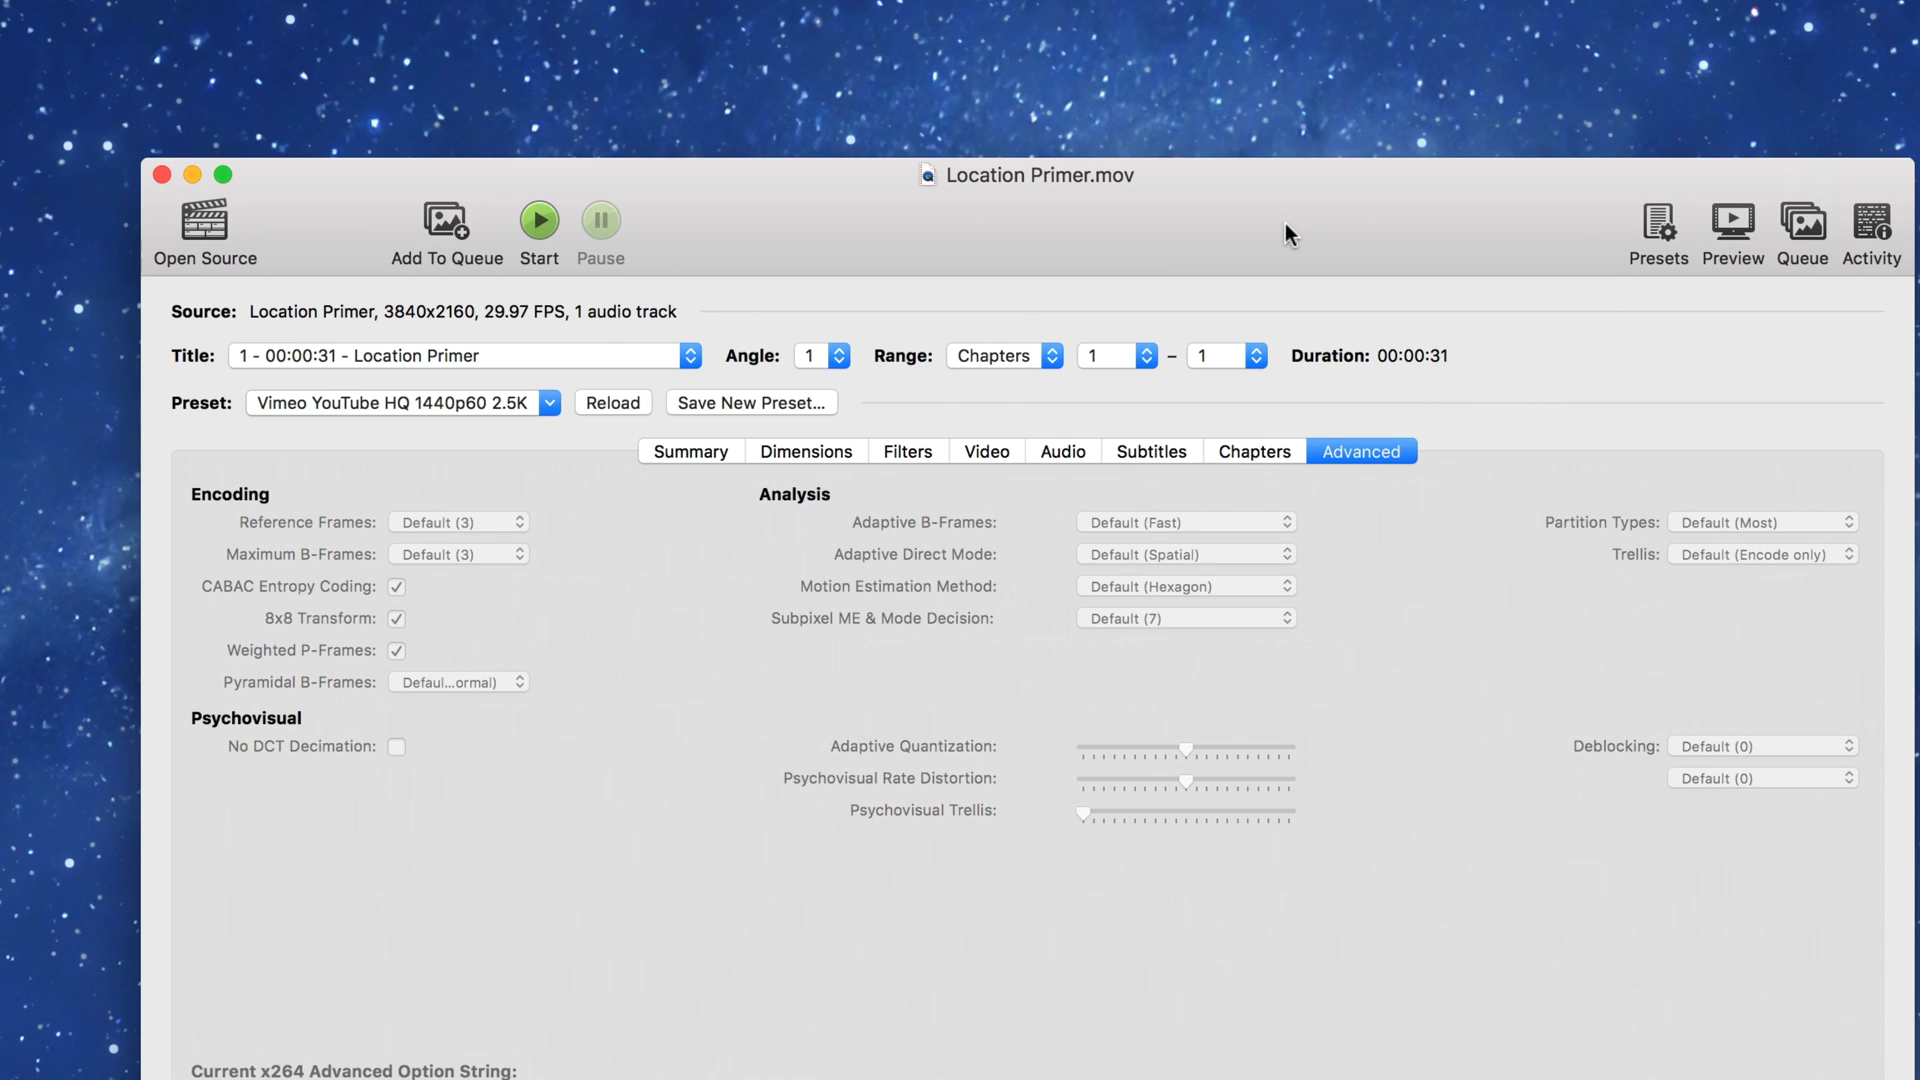 Location Primer.mov
Open Source
Add To Queue
Start
Pause
Presets
Preview
Queue
Activity
Source: Location Primer, 3840x2160, 29.97 FPS, 1 audio track
Title: 1 - 00:00:31 - Location Primer Angle: 1 Range: Chapters 1 – 1 Duration: 00:00:31
Preset: Vimeo YouTube HQ 1440p60 2.5K Reload Save New Preset...
Summary Dimensions Filters Video Audio Subtitles Chapters Advanced
Encoding
Reference Frames: Default (3)
Maximum B-Frames: Default (3)
CABAC Entropy Coding:
8x8 Transform:
Weighted P-Frames:
Pyramidal B-Frames: Defaul...ormal)
Analysis
Adaptive B-Frames: Default (Fast)
Adaptive Direct Mode: Default (Spatial)
Motion Estimation Method: Default (Hexagon)
Subpixel ME & Mode Decision: Default (7)
Partition Types: Default (Most)
Trellis: Default (Encode only)
Psychovisual
No DCT Decimation:
Adaptive Quantization:
Psychovisual Rate Distortion:
Psychovisual Trellis:
Deblocking: Default (0)
Default (0)
Current x264 Advanced Option String: